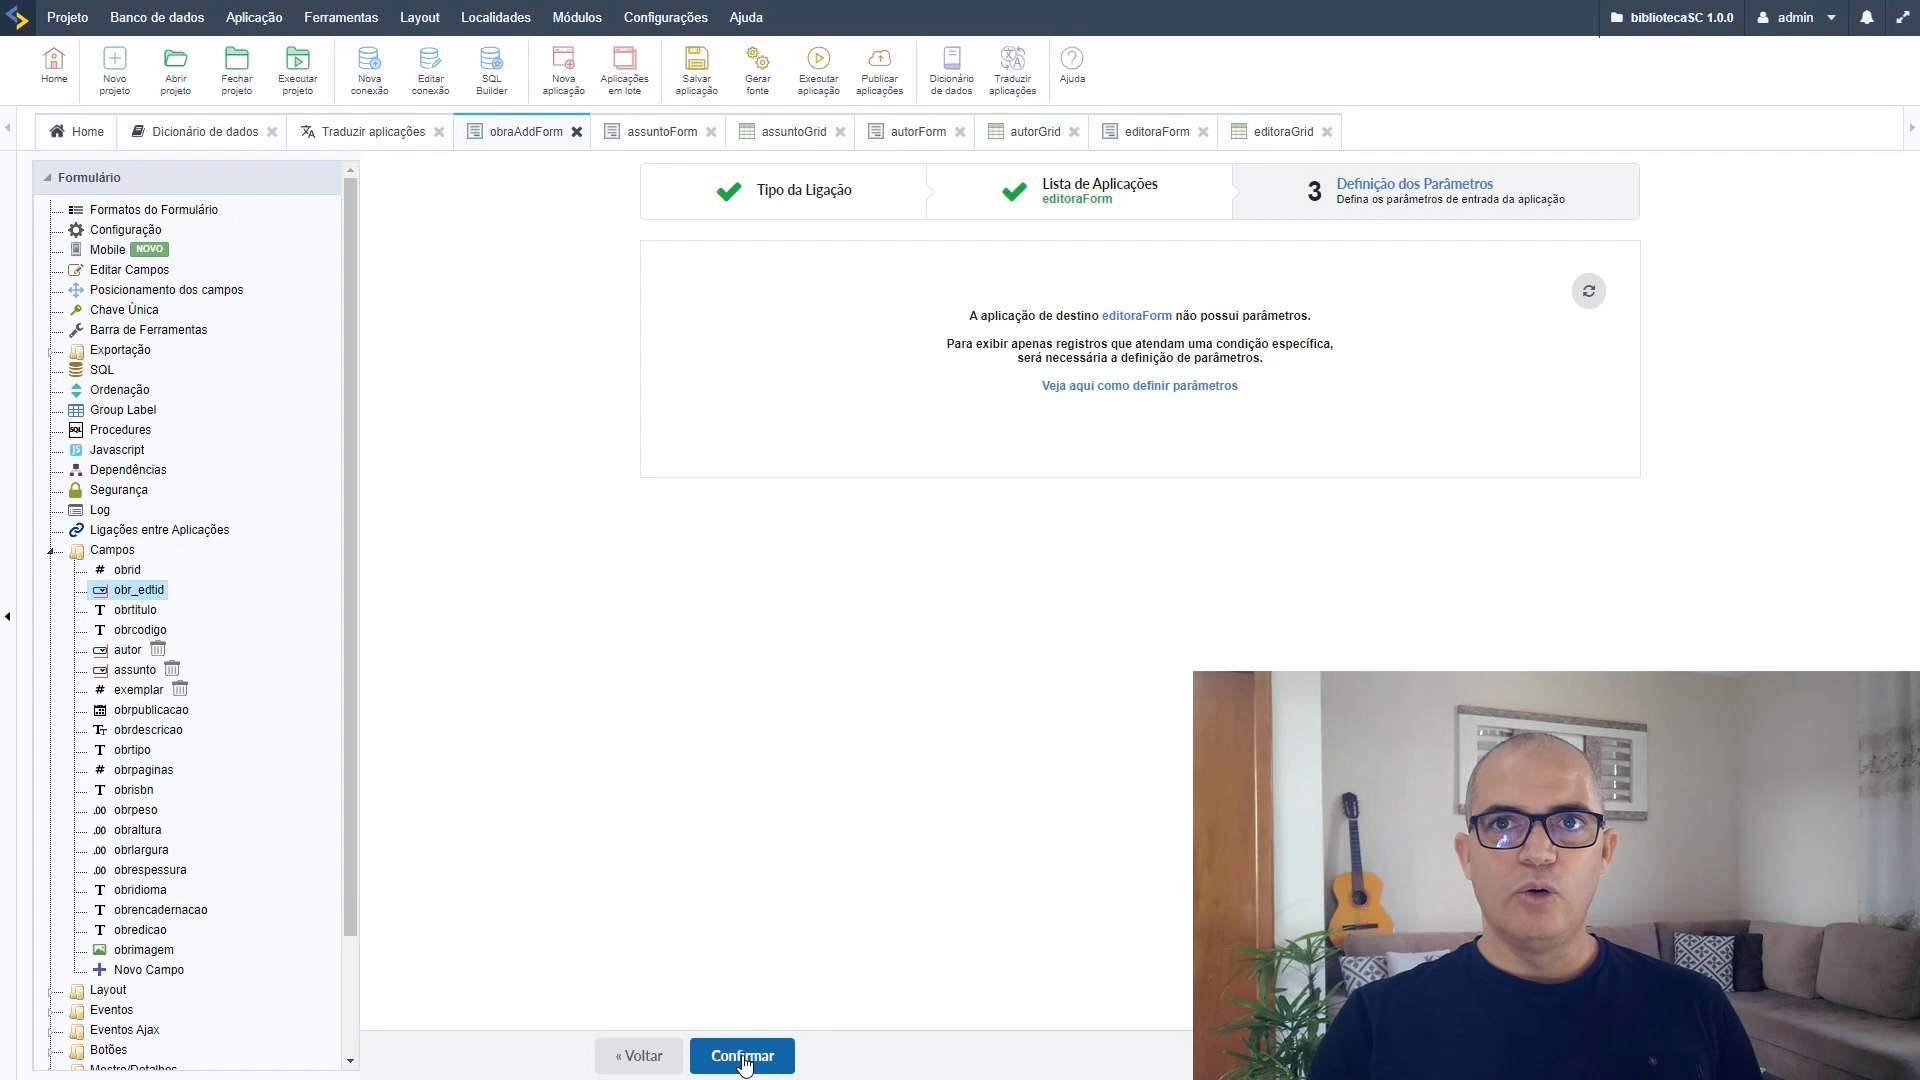 Projeto Banco de dados Aplicação Ferramentas Layout Localidades Módulos Configurações Ajuda
bibliotecaSC 1.0.0 admin
Home
Novo projeto
Abrir projeto
Fechar projeto
Executar projeto
Nova conexão
Editar conexão
SQL Builder
Nova aplicação
Aplicações em lote
Salvar aplicação
Gerar fonte
Executar aplicação
Publicar aplicações
Dicionário de dados
Traduzir aplicações
Ajuda
Home Dicionário de dados Traduzir aplicações obraAddForm assuntoForm assuntoGrid autorForm autorGrid editoraForm editoraGrid
Formulário
Formatos do Formulário
Configuração
Mobile NOVO
Editar Campos
Posicionamento dos campos
Chave Única
Barra de Ferramentas
Exportação
SQL
Ordenação
Group Label
Procedures
Javascript
Dependências
Segurança
Log
Ligações entre Aplicações
Campos
obrid
obr_edtid
obrtitulo
obrcodigo
autor
assunto
exemplar
obrpublicacao
obrdescricao
obrtipo
obrpaginas
obrisbn
obrpeso
obraltura
obrlargura
obrespessura
obridioma
obrencadernacao
obredicao
obrimagem
Novo Campo
Layout
Eventos
Eventos Ajax
Botões
Mestre/Detalhes
Tipo da Ligação
Lista de Aplicações
editoraForm
3 Definição dos Parâmetros
Defina os parâmetros de entrada da aplicação
A aplicação de destino editoraForm não possui parâmetros.
Para exibir apenas registros que atendam uma condição específica,
será necessária a definição de parâmetros.
Veja aqui como definir parâmetros
« Voltar Confirmar